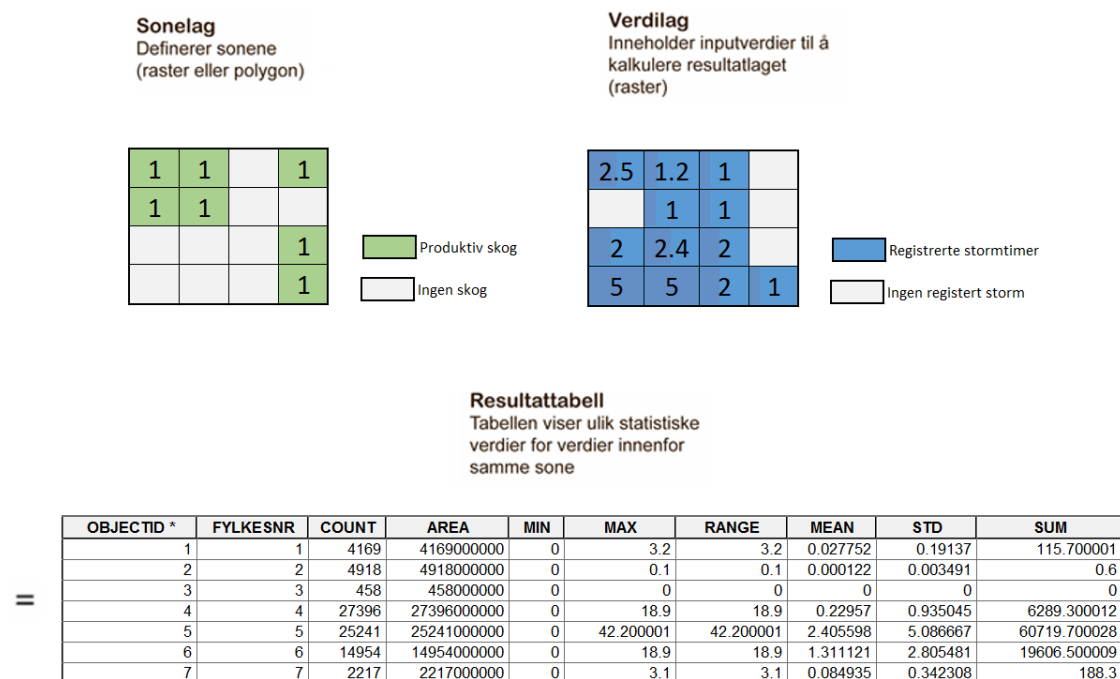 Sonelag
Definerer sonene
(raster eller polygon)
Verdilag
Inneholder inputverdier til å
kalkulere resultatlaget
(raster)
1 1 1
1 1
1
1
Produktiv skog
Ingen skog
2.5 1.2 1
1 1
2 2.4 2
5 5 2 1
Registrerte stormtimer
Ingen registert storm
Resultattabell
Tabellen viser ulik statistiske
verdier for verdier innenfor
samme sone
=
OBJECTID * FYLKESNR COUNT AREA MIN MAX RANGE MEAN STD SUM
1 1 4169 4169000000 0 3.2 3.2 0.027752 0.19137 115.700001
2 2 4918 4918000000 0 0.1 0.1 0.000122 0.003491 0.6
3 3 458 458000000 0 0 0 0 0 0
4 4 27396 27396000000 0 18.9 18.9 0.22957 0.935045 6289.300012
5 5 25241 25241000000 0 42.200001 42.200001 2.405598 5.086667 60719.700028
6 6 14954 14954000000 0 18.9 18.9 1.311121 2.805481 19606.500009
7 7 2217 2217000000 0 3.1 3.1 0.084935 0.342308 188.3